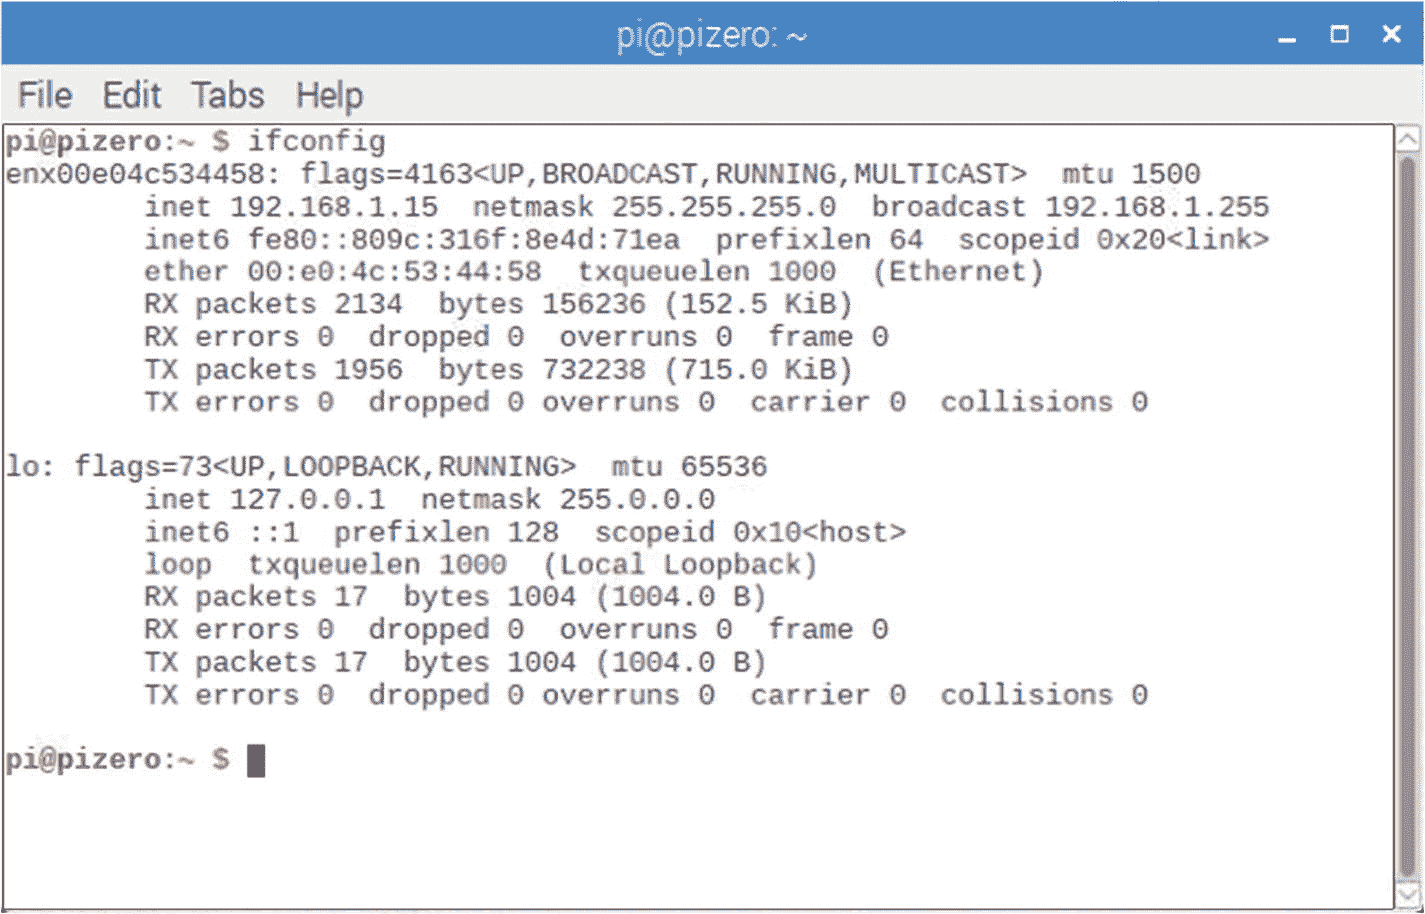 pi@pizero: ~
File Edit Tabs Help
pi@pizero:~ $ ifconfig
enx00e04c534458: flags=4163<UP,BROADCAST,RUNNING,MULTICAST>  mtu 1500
        inet 192.168.1.15  netmask 255.255.255.0  broadcast 192.168.1.255
        inet6 fe80::809c:316f:8e4d:71ea  prefixlen 64  scopeid 0x20<link>
        ether 00:e0:4c:53:44:58  txqueuelen 1000  (Ethernet)
        RX packets 2134  bytes 156236 (152.5 KiB)
        RX errors 0  dropped 0  overruns 0  frame 0
        TX packets 1956  bytes 732238 (715.0 KiB)
        TX errors 0  dropped 0 overruns 0  carrier 0  collisions 0
lo: flags=73<UP,LOOPBACK,RUNNING>  mtu 65536
        inet 127.0.0.1  netmask 255.0.0.0
        inet6 ::1  prefixlen 128  scopeid 0x10<host>
        loop  txqueuelen 1000  (Local Loopback)
        RX packets 17  bytes 1004 (1004.0 B)
        RX errors 0  dropped 0  overruns 0  frame 0
        TX packets 17  bytes 1004 (1004.0 B)
        TX errors 0  dropped 0 overruns 0  carrier 0  collisions 0
pi@pizero:~ $